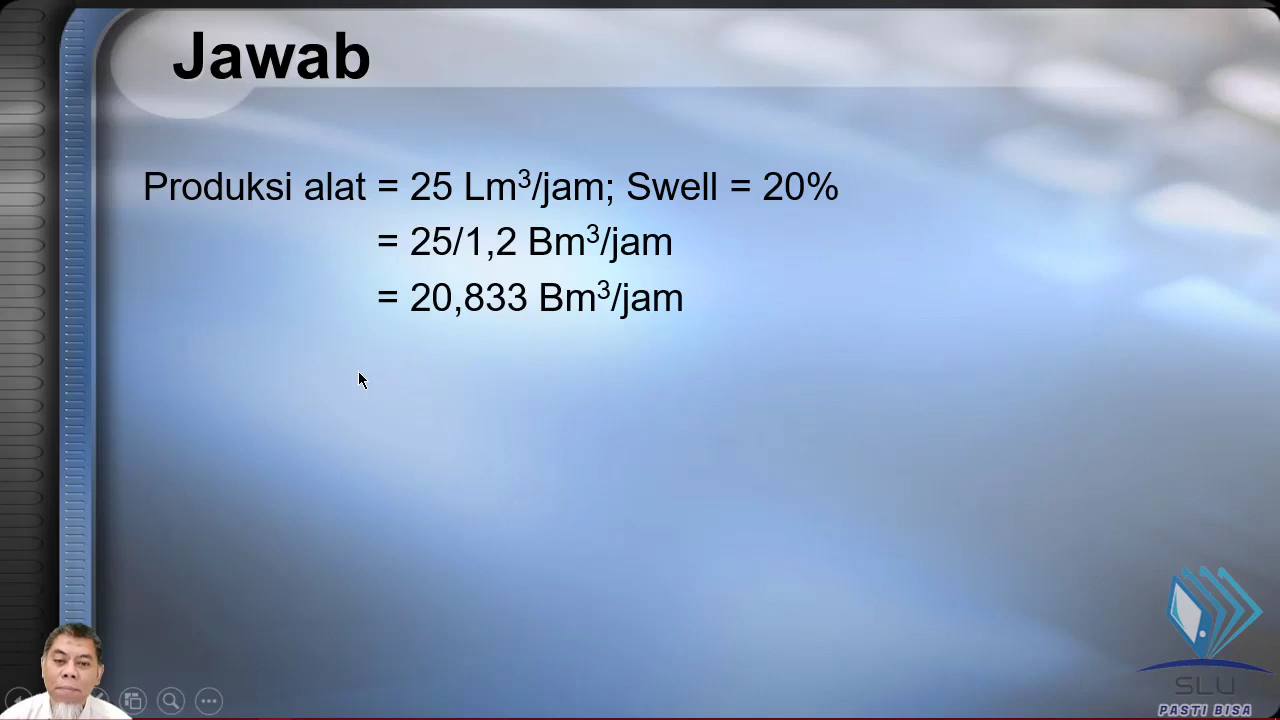 Jawab
Produksi alat = 25 Lm³/jam; Swell = 20%
= 25/1,2 Bm³/jam
= 20,833 Bm³/jam
SLU
PASTI BISA